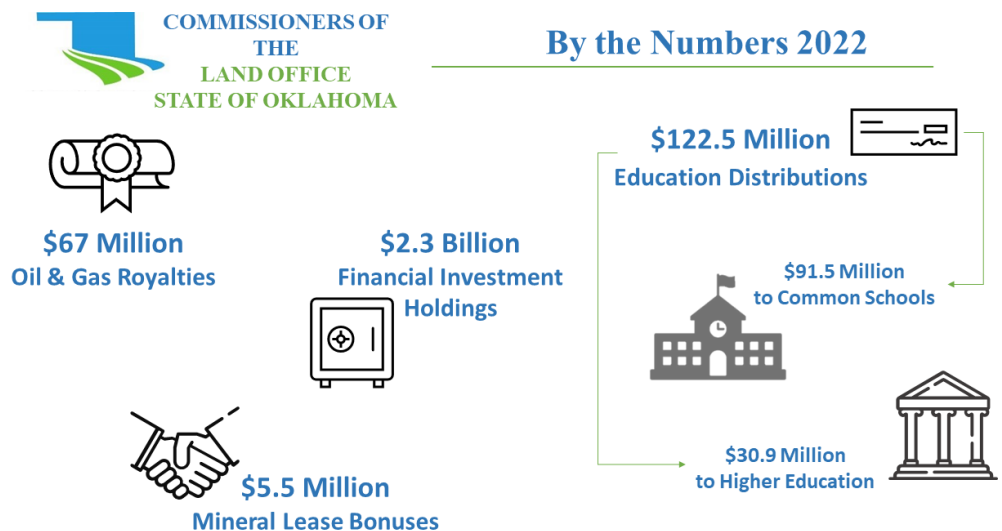 COMMISSIONERS OF
THE
LAND OFFICE
STATE OF OKLAHOMA
By the Numbers 2022
$67 Million
Oil & Gas Royalties
$2.3 Billion
Financial Investment
Holdings
$5.5 Million
Mineral Lease Bonuses
$122.5 Million
Education Distributions
$91.5 Million
to Common Schools
$30.9 Million
to Higher Education